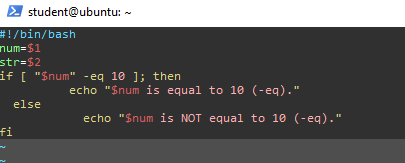 student@ubuntu: ~
#!/bin/bash
num=$1
str=$2
if [ "$num" -eq 10 ]; then
echo "$num is equal to 10 (-eq)."
else
echo "$num is NOT equal to 10 (-eq)."
fi
~
~